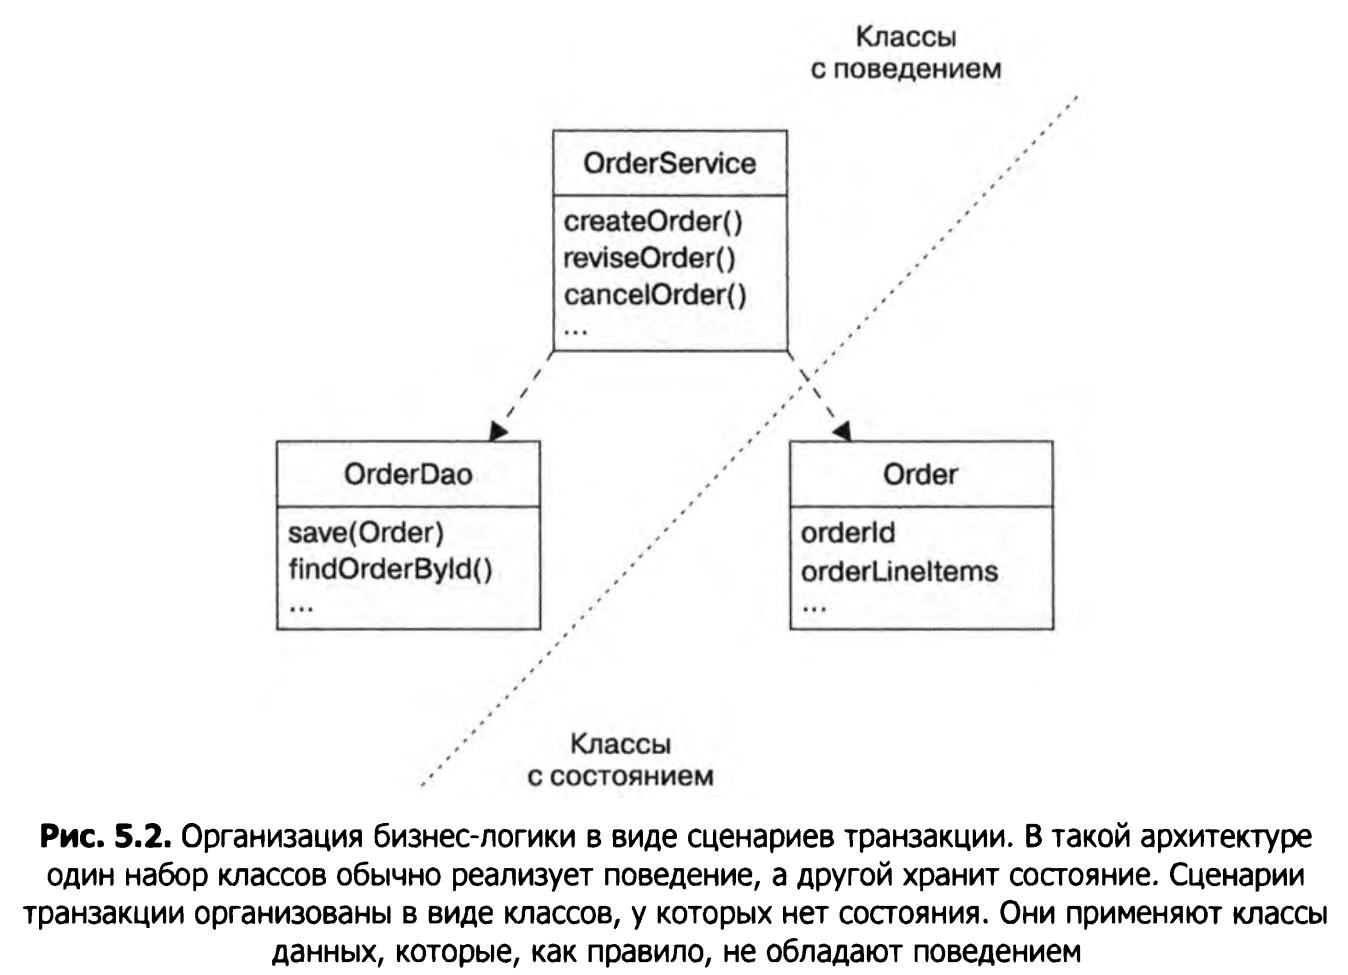 Классы
с поведением
OrderService
createOrder()
reviseOrder()
cancelOrder()
...
OrderDao
save(Order)
findOrderById()
...
Order
orderId
orderLineItems
...
Классы
с состоянием
Рис. 5.2. Организация бизнес-логики в виде сценариев транзакции. В такой архитектуре
один набор классов обычно реализует поведение, а другой хранит состояние. Сценарии
транзакции организованы в виде классов, у которых нет состояния. Они применяют классы
данных, которые, как правило, не обладают поведением